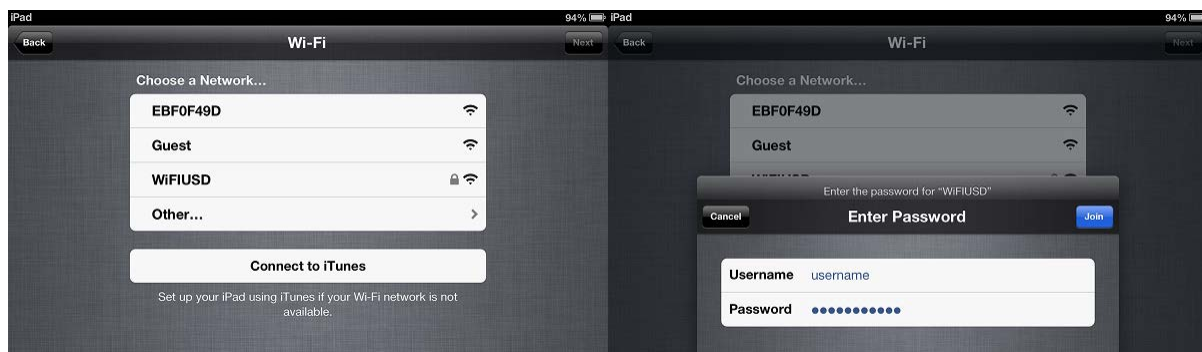 iPad 94%
Back Wi-Fi Next
Choose a Network...
EBF0F49D
Guest
WiFIUSD
Other...
Connect to iTunes
Set up your iPad using iTunes if your Wi-Fi network is not
available.
iPad 94%
Back Wi-Fi Next
Choose a Network...
EBF0F49D
Guest
Enter the password for “WiFIUSD”
Cancel Enter Password Join
Username username
Password ●●●●●●●●●●●